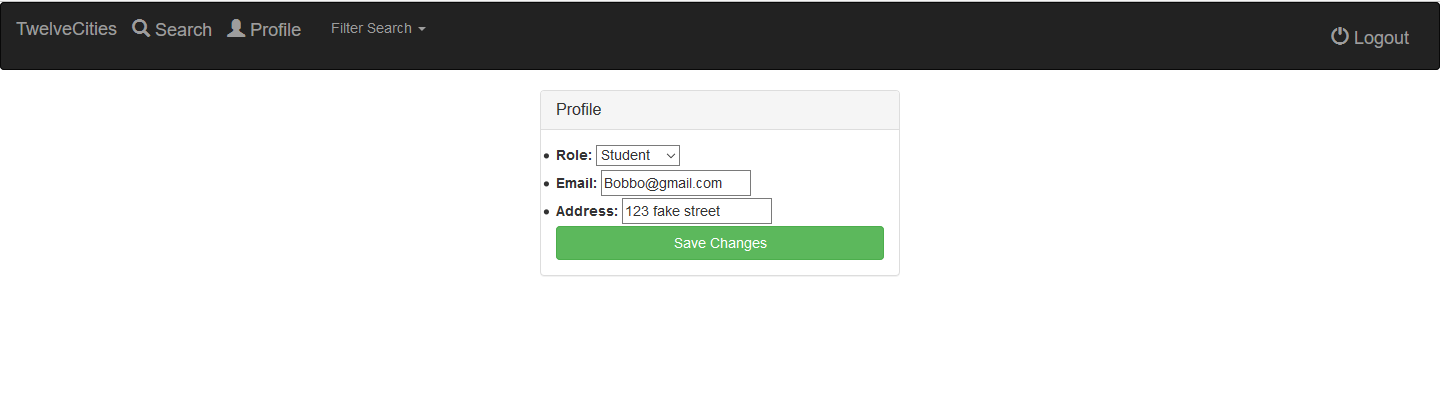 TwelveCities Search Profile Filter Search Logout
Profile
Role: Student
Email: Bobbo@gmail.com
Address: 123 fake street
Save Changes